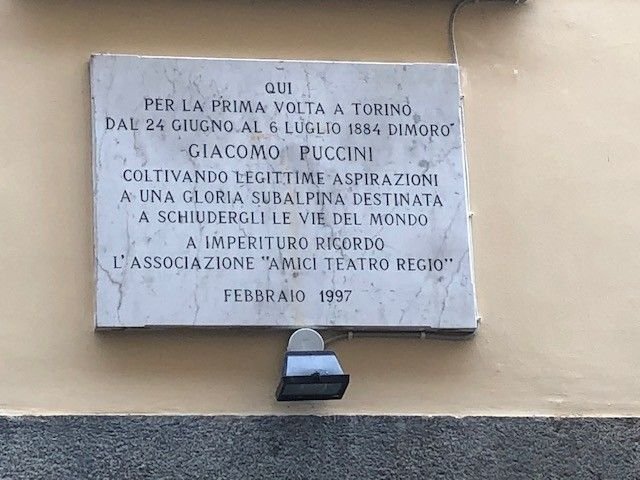 QUI
PER LA PRIMA VOLTA A TORINO
DAL 24 GIUGNO AL 6 LUGLIO 1884 DIMORO'
GIACOMO PUCCINI
COLTIVANDO LEGITTIME ASPIRAZIONI
A UNA GLORIA SUBALPINA DESTINATA
A SCHIUDERGLI LE VIE DEL MONDO
A IMPERITURO RICORDO
L'ASSOCIAZIONE "AMICI TEATRO REGIO"
FEBBRAIO 1997